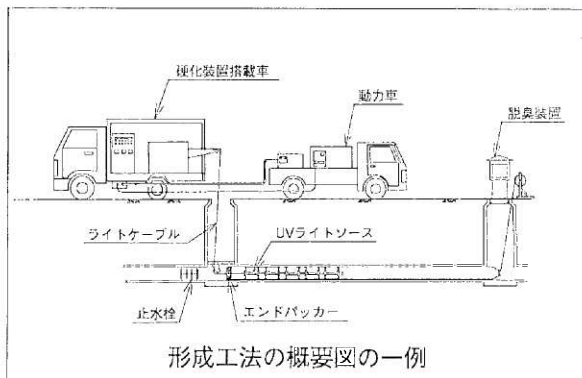 硬化装置搭載車
動力車
脱臭装置
ライトケーブル
UVライトソース
止水栓
エンドパッカー
形成工法の概要図の一例